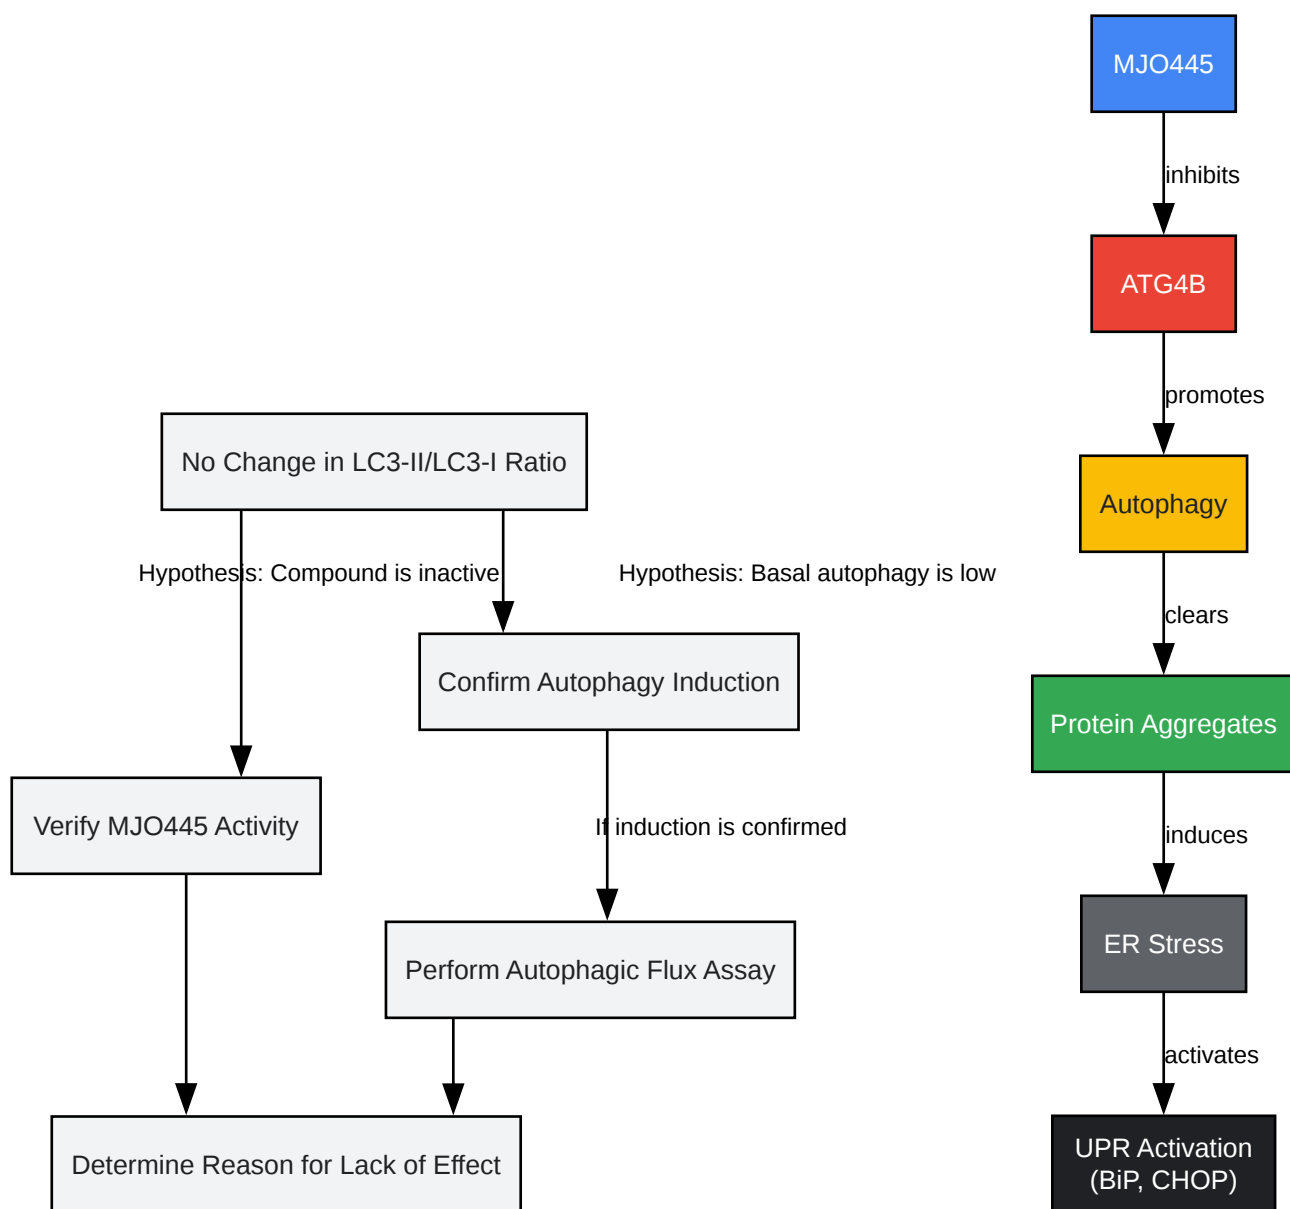 MJO445
inhibits
ATG4B
promotes
Autophagy
clears
Protein Aggregates
induces
ER Stress
activates
UPR Activation
(BiP, CHOP)
No Change in LC3-II/LC3-I Ratio
Hypothesis: Compound is inactive
Hypothesis: Basal autophagy is low
Confirm Autophagy Induction
Verify MJO445 Activity
If induction is confirmed
Perform Autophagic Flux Assay
Determine Reason for Lack of Effect